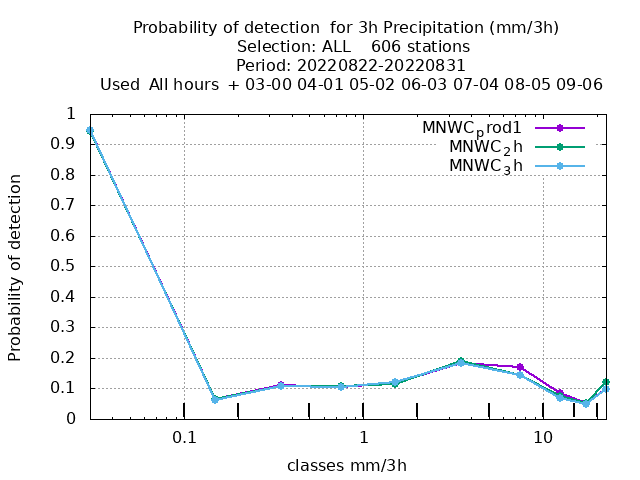 Probability of detection  for 3h Precipitation (mm/3h)
Selection: ALL    606 stations
Period: 20220822-20220831
Used  All hours  + 03-00 04-01 05-02 06-03 07-04 08-05 09-06
MNWCprod1
MNWC2h
MNWC3h
1
0.9
0.8
0.7
0.6
0.5
0.4
0.3
0.2
0.1
0
Probability of detection
0.1 1 10
classes mm/3h